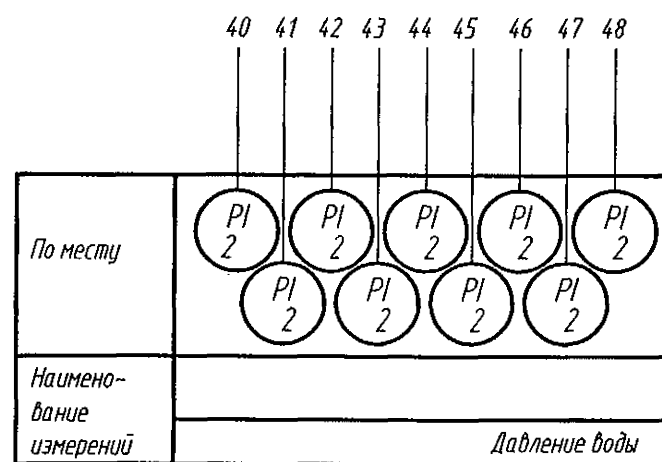 40 41 42 43 44 45 46 47 48
PI PI PI PI PI
2 2 2 2 2
По месту
PI PI PI PI
2 2 2 2
Наимено-
вание
измерений
Давление воды